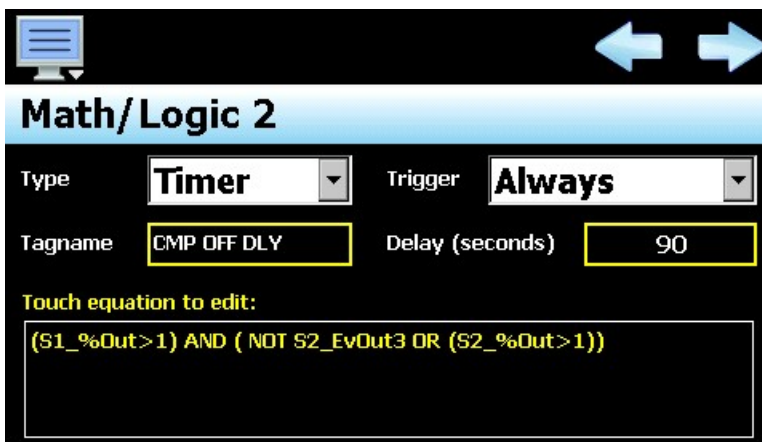 Math/Logic 2
Type Timer Trigger Always
Tagname CMP OFF DLY Delay (seconds) 90
Touch equation to edit:
(S1_%Out>1) AND ( NOT S2_EvOut3 OR (S2_%Out>1))